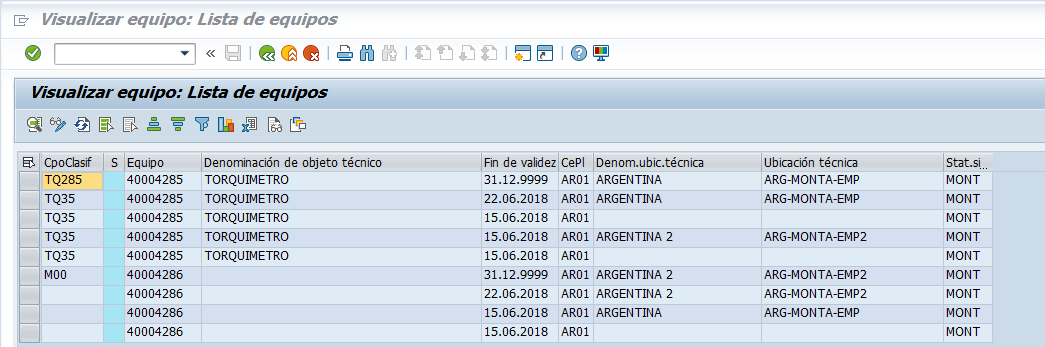 Visualizar equipo: Lista de equipos
Visualizar equipo: Lista de equipos
CpoClasif S Equipo Denominación de objeto técnico Fin de validez CePl Denom.ubic.técnica Ubicación técnica Stat.si...
TQ285 40004285 TORQUIMETRO 31.12.9999 AR01 ARGENTINA ARG-MONTA-EMP MONT
TQ35 40004285 TORQUIMETRO 22.06.2018 AR01 ARGENTINA ARG-MONTA-EMP MONT
TQ35 40004285 TORQUIMETRO 15.06.2018 AR01 MONT
TQ35 40004285 TORQUIMETRO 15.06.2018 AR01 ARGENTINA 2 ARG-MONTA-EMP2 MONT
TQ35 40004285 TORQUIMETRO 15.06.2018 AR01 MONT
M00 40004286 31.12.9999 AR01 ARGENTINA 2 ARG-MONTA-EMP2 MONT
40004286 22.06.2018 AR01 ARGENTINA 2 ARG-MONTA-EMP2 MONT
40004286 15.06.2018 AR01 ARGENTINA ARG-MONTA-EMP MONT
40004286 15.06.2018 AR01 MONT